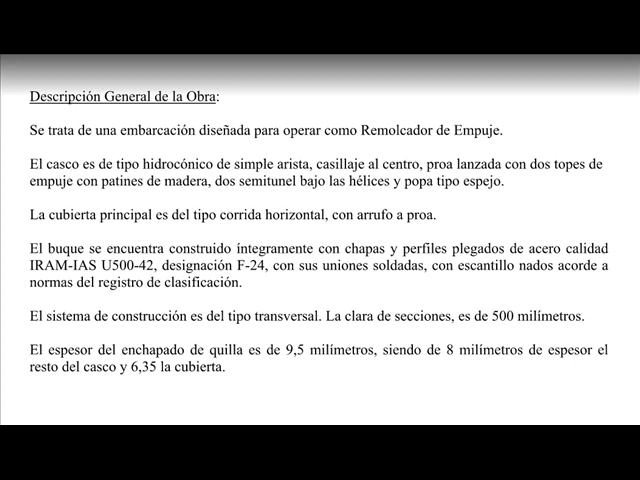 Descripción General de la Obra:
Se trata de una embarcación diseñada para operar como Remolcador de Empuje.
El casco es de tipo hidrocónico de simple arista, casillaje al centro, proa lanzada con dos topes de
empuje con patines de madera, dos semitunel bajo las hélices y popa tipo espejo.
La cubierta principal es del tipo corrida horizontal, con arrufo a proa.
El buque se encuentra construido íntegramente con chapas y perfiles plegados de acero calidad
IRAM-IAS U500-42, designación F-24, con sus uniones soldadas, con escantillo nados acorde a
normas del registro de clasificación.
El sistema de construcción es del tipo transversal. La clara de secciones, es de 500 milímetros.
El espesor del enchapado de quilla es de 9,5 milímetros, siendo de 8 milímetros de espesor el
resto del casco y 6,35 la cubierta.